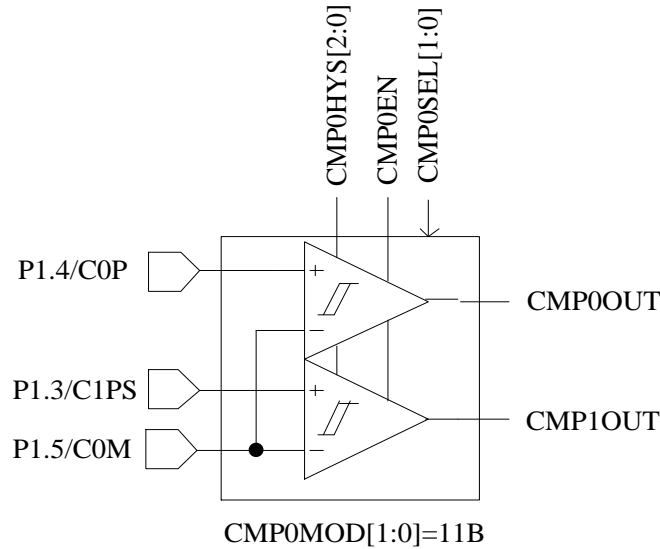 CMP0HYS[2:0]
CMP0EN
CMP0SEL[1:0]
P1.4/C0P
+
−
CMP0OUT
P1.3/C1PS
+
P1.5/C0M
−
CMP1OUT
CMP0MOD[1:0]=11B